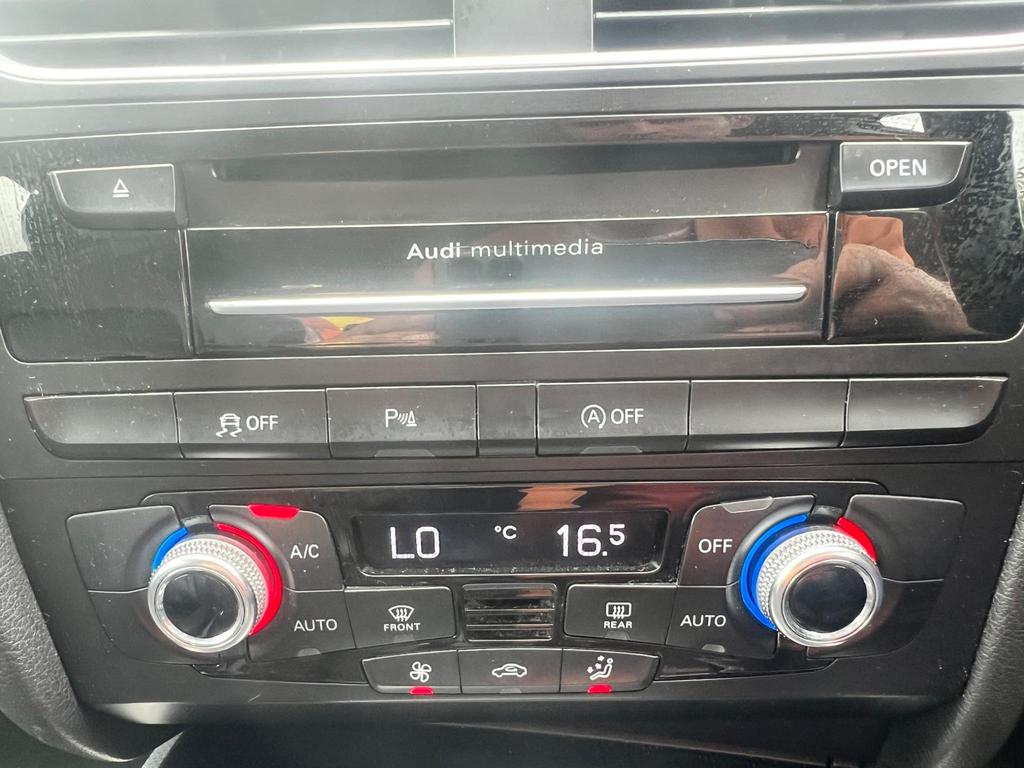 OPEN
Audi multimedia
OFF P A OFF
LO °C 16.5
A/C OFF
AUTO FRONT REAR AUTO